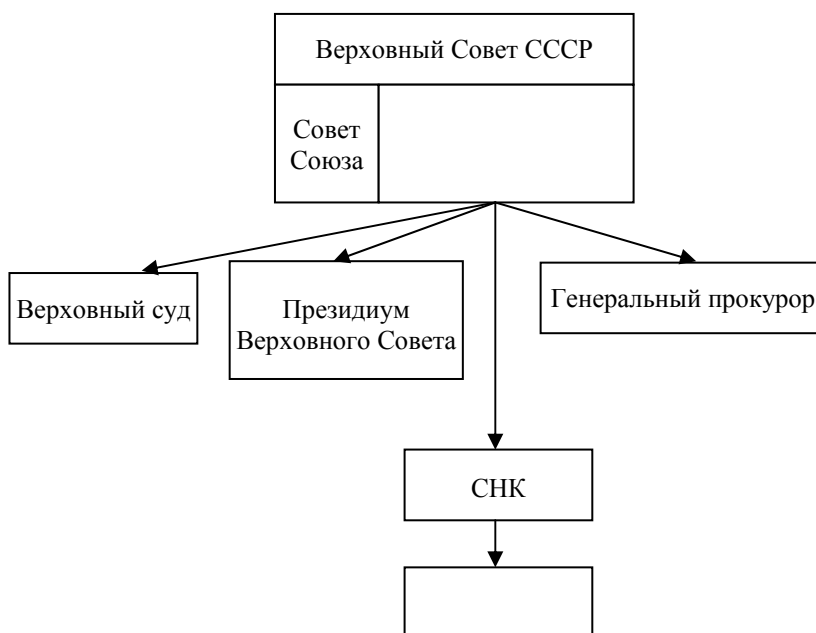 Верховный Совет СССР
Совет
Союза
Верховный суд
Президиум
Верховного Совета
Генеральный прокурор
СНК